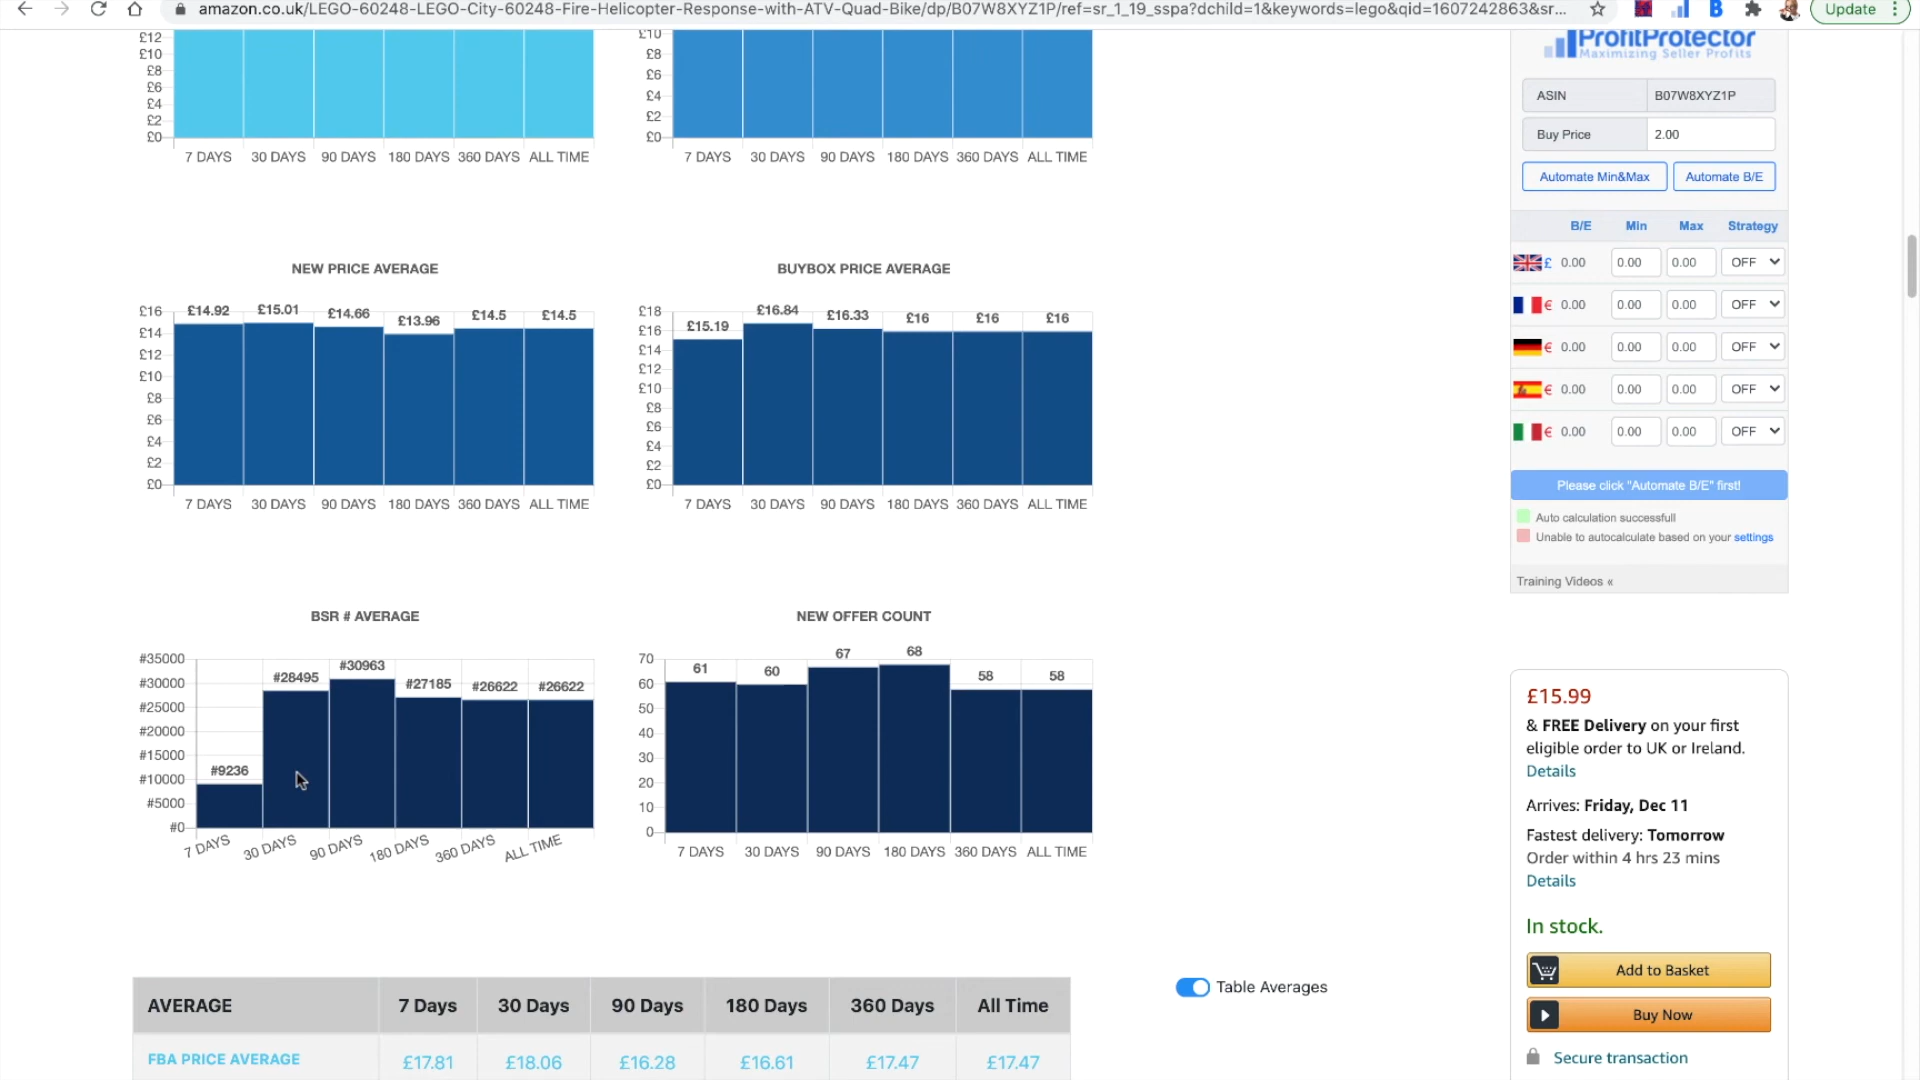 amazon.co.uk/LEGO-60248-LEGO-City-60248-Fire-Helicopter-Response-with-ATV-Quad-Bike/dp/B07W8XYZ1P/ref=sr_1_19_sspa?dchild=1&keywords=lego&qid=1607242863&sr...
Update
£12
£10
£8
£6
£4
£2
£0
7 DAYS 30 DAYS 90 DAYS 180 DAYS 360 DAYS ALL TIME
£10
£8
£6
£4
£2
£0
7 DAYS 30 DAYS 90 DAYS 180 DAYS 360 DAYS ALL TIME
NEW PRICE AVERAGE
£16
£14
£12
£10
£8
£6
£4
£2
£0
£14.92 £15.01 £14.66 £13.96 £14.5 £14.5
7 DAYS 30 DAYS 90 DAYS 180 DAYS 360 DAYS ALL TIME
BUYBOX PRICE AVERAGE
£18
£16
£14
£12
£10
£8
£6
£4
£2
£0
£15.19 £16.84 £16.33 £16 £16 £16
7 DAYS 30 DAYS 90 DAYS 180 DAYS 360 DAYS ALL TIME
BSR # AVERAGE
#35000
#30000
#25000
#20000
#15000
#10000
#5000
#0
#9236 #28495 #30963 #27185 #26622 #26622
7 DAYS 30 DAYS 90 DAYS 180 DAYS 360 DAYS ALL TIME
NEW OFFER COUNT
70
60
50
40
30
20
10
0
61 60 67 68 58 58
7 DAYS 30 DAYS 90 DAYS 180 DAYS 360 DAYS ALL TIME
Table Averages
AVERAGE 7 Days 30 Days 90 Days 180 Days 360 Days All Time
FBA PRICE AVERAGE £17.81 £18.06 £16.28 £16.61 £17.47 £17.47
ProfitProtector
Maximizing Seller Profits
ASIN B07W8XYZ1P
Buy Price 2.00
Automate Min&Max Automate B/E
B/E Min Max Strategy
£ 0.00 0.00 0.00 OFF
€ 0.00 0.00 0.00 OFF
€ 0.00 0.00 0.00 OFF
€ 0.00 0.00 0.00 OFF
€ 0.00 0.00 0.00 OFF
Please click "Automate B/E" first!
Auto calculation successfull
Unable to autocalculate based on your settings
Training Videos «
£15.99
& FREE Delivery on your first
eligible order to UK or Ireland.
Details
Arrives: Friday, Dec 11
Fastest delivery: Tomorrow
Order within 4 hrs 23 mins
Details
In stock.
Add to Basket
Buy Now
Secure transaction